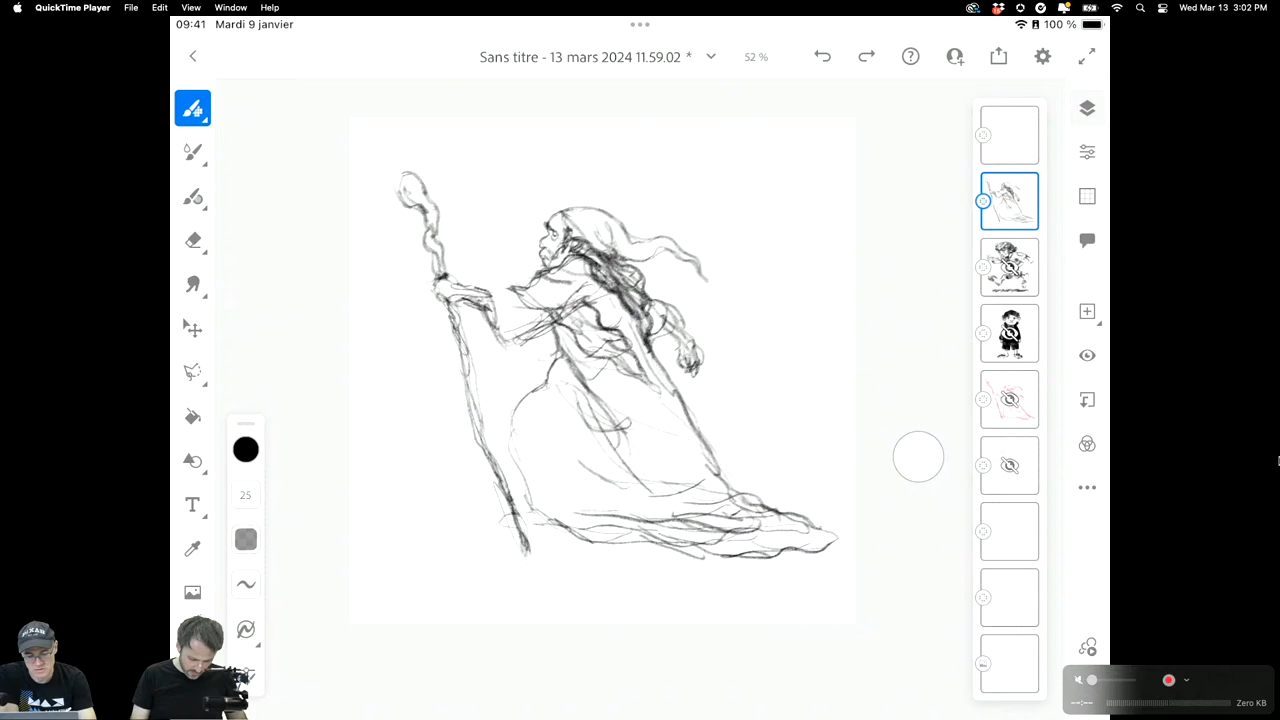 QuickTime Player File Edit View Window Help
Wed Mar 13 3:02 PM
09:41 Mardi 9 janvier
100 %
Sans titre - 13 mars 2024 11.59.02 *
52 %
25
T
Zero KB